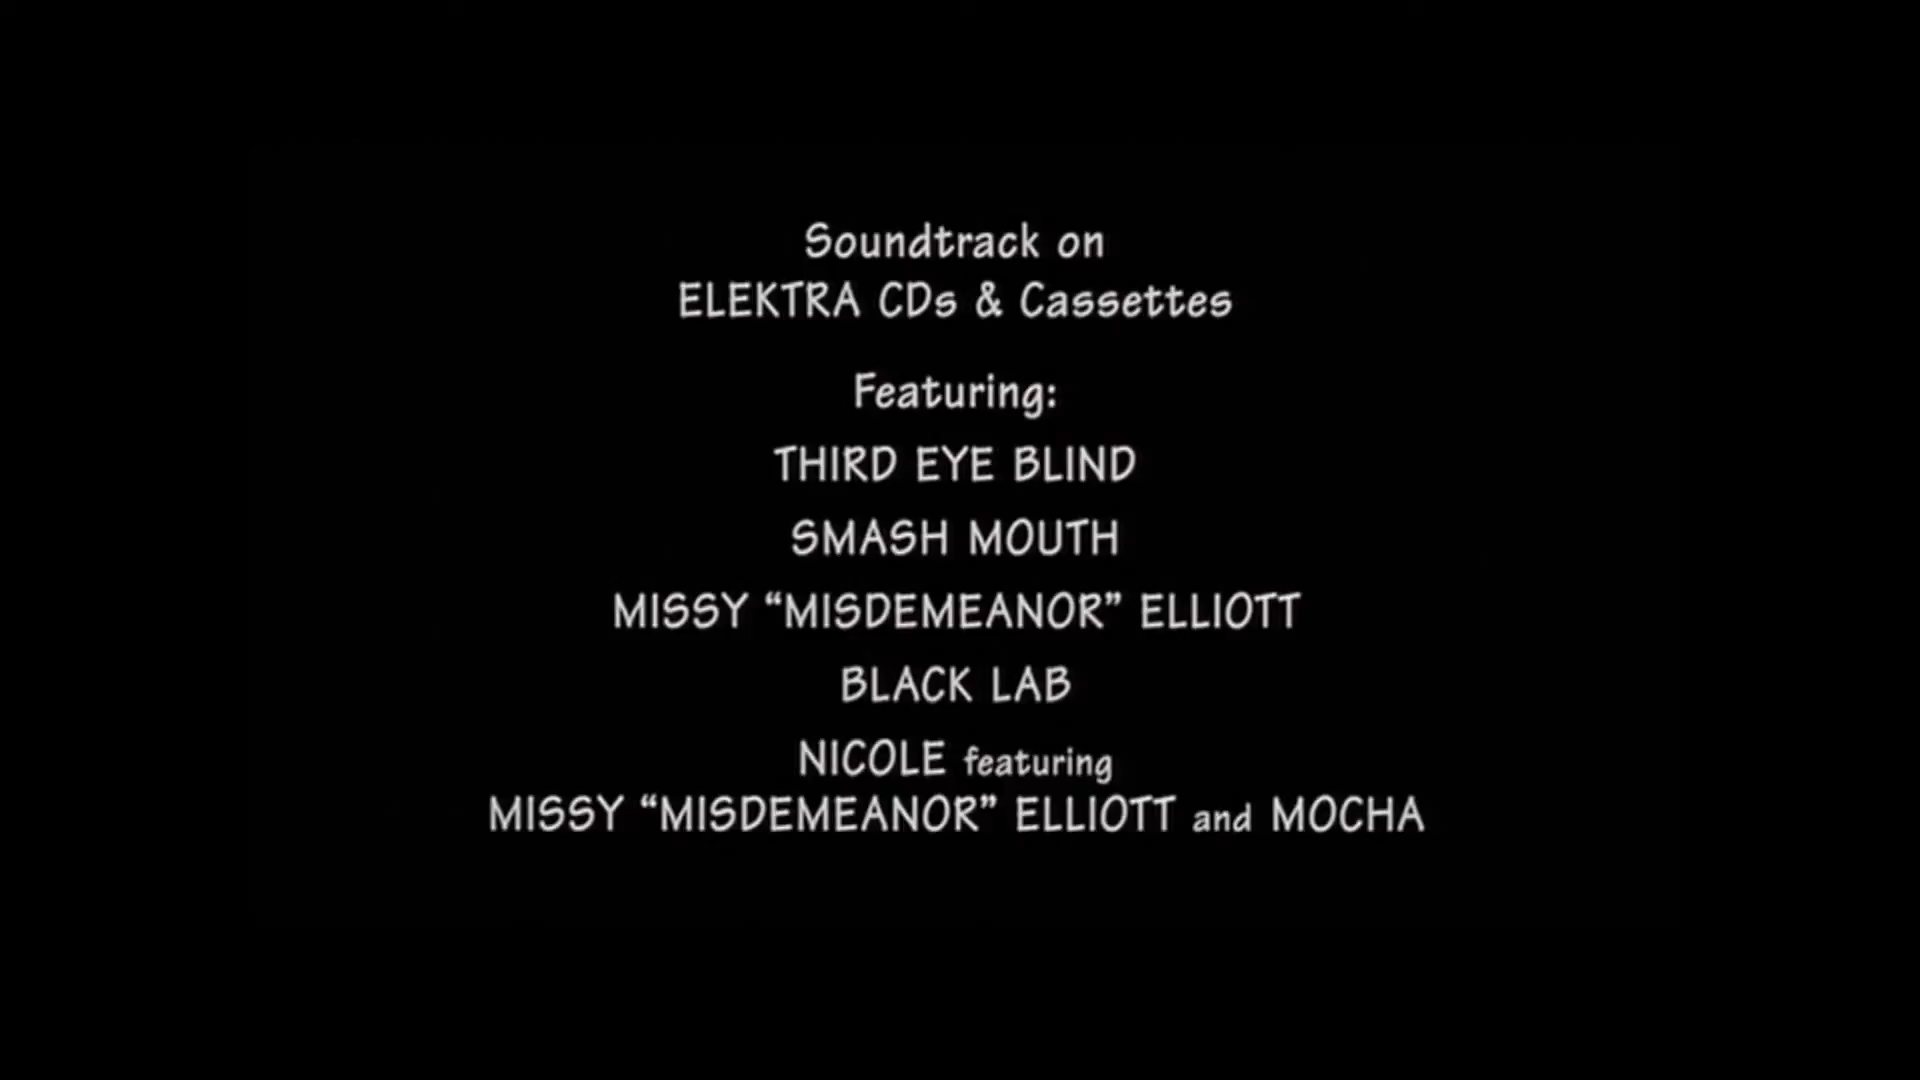 Soundtrack on
ELEKTRA CDs & Cassettes
Featuring:
THIRD EYE BLIND
SMASH MOUTH
MISSY “MISDEMEANOR” ELLIOTT
BLACK LAB
NICOLE featuring
MISSY “MISDEMEANOR” ELLIOTT and MOCHA